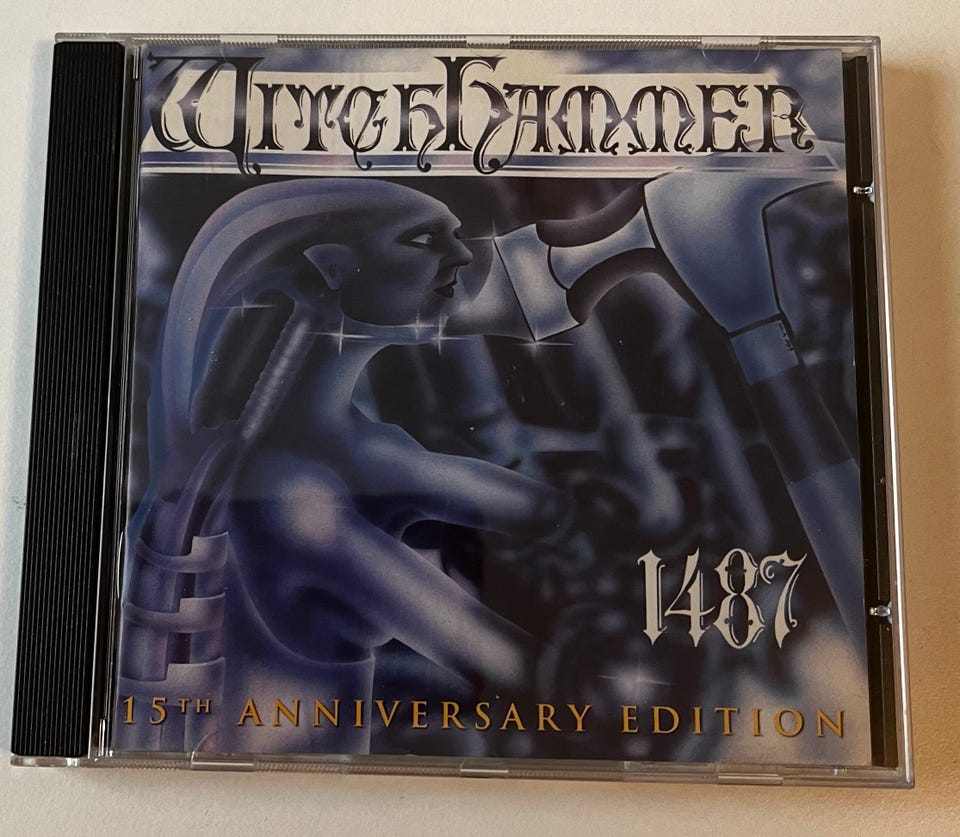 WITCHHAMMER
1487
15TH ANNIVERSARY EDITION